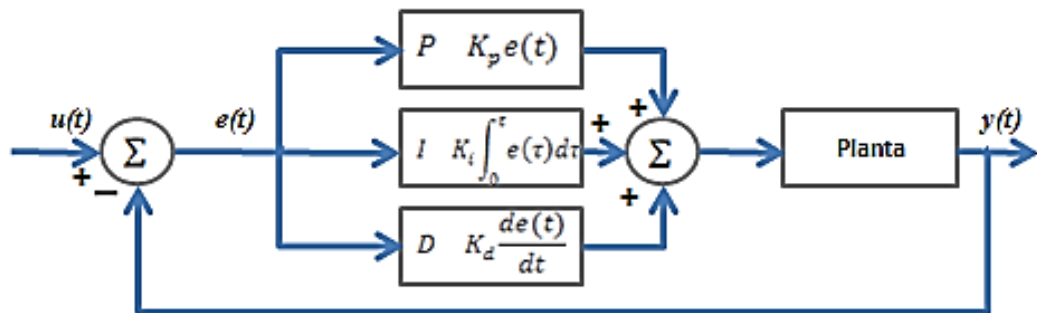 P K_p e(t)
u(t) e(t) + + y(t)
Σ I K_i ∫_0^t e(τ)dτ Σ Planta
+ − +
D K_d de(t)/dt